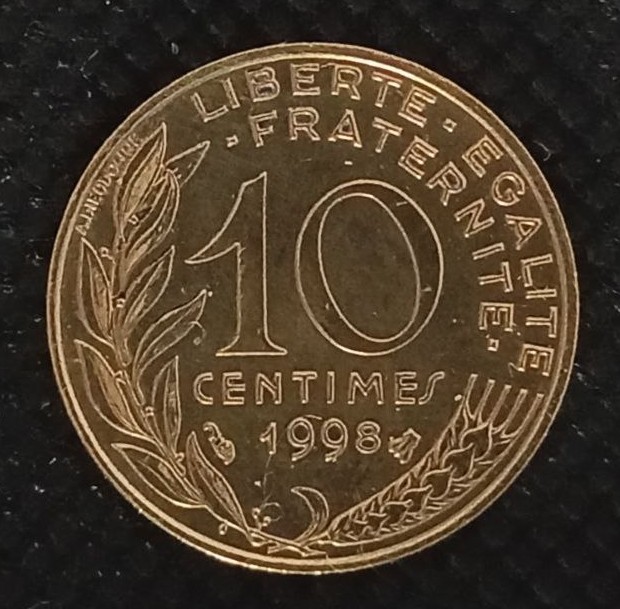 LIBERTE · EGALITE
· FRATERNITE ·
10
CENTIMES
1998